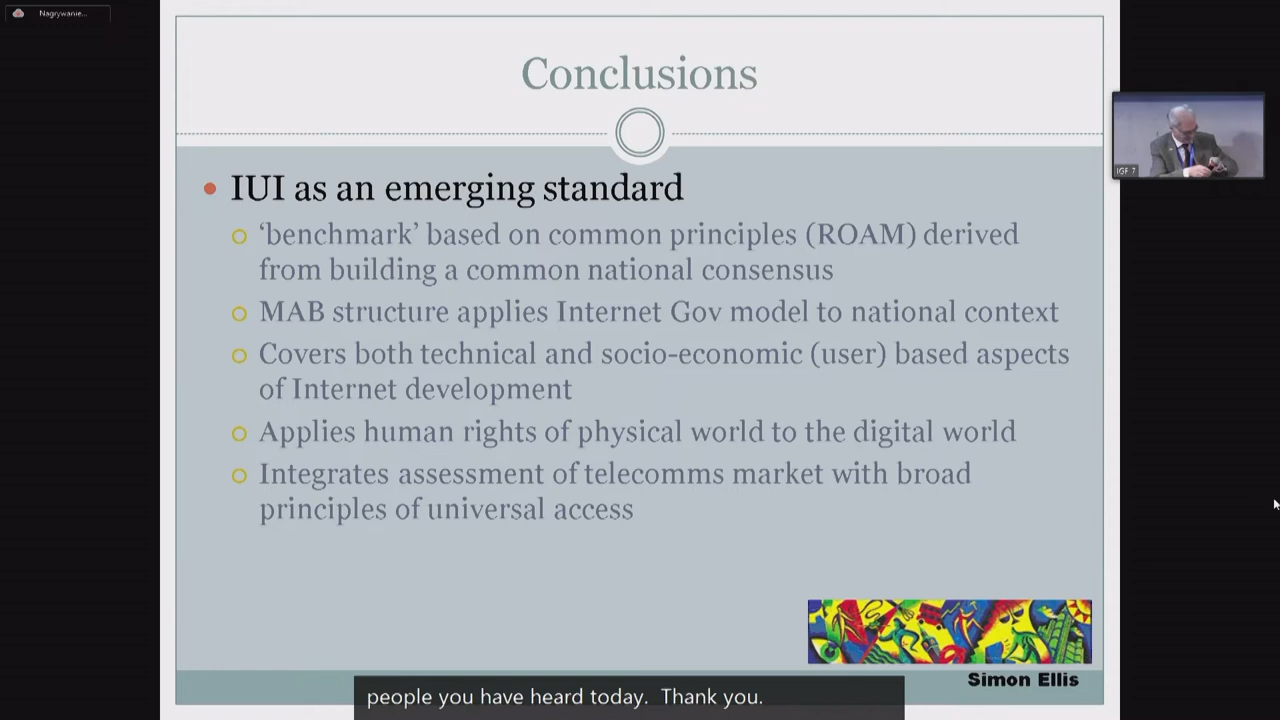 Nagrywanie...
Conclusions
IUI as an emerging standard
‘benchmark’ based on common principles (ROAM) derived
from building a common national consensus
MAB structure applies Internet Gov model to national context
Covers both technical and socio-economic (user) based aspects
of Internet development
Applies human rights of physical world to the digital world
Integrates assessment of telecomms market with broad
principles of universal access
IGF 7
Simon Ellis
people you have heard today.  Thank you.